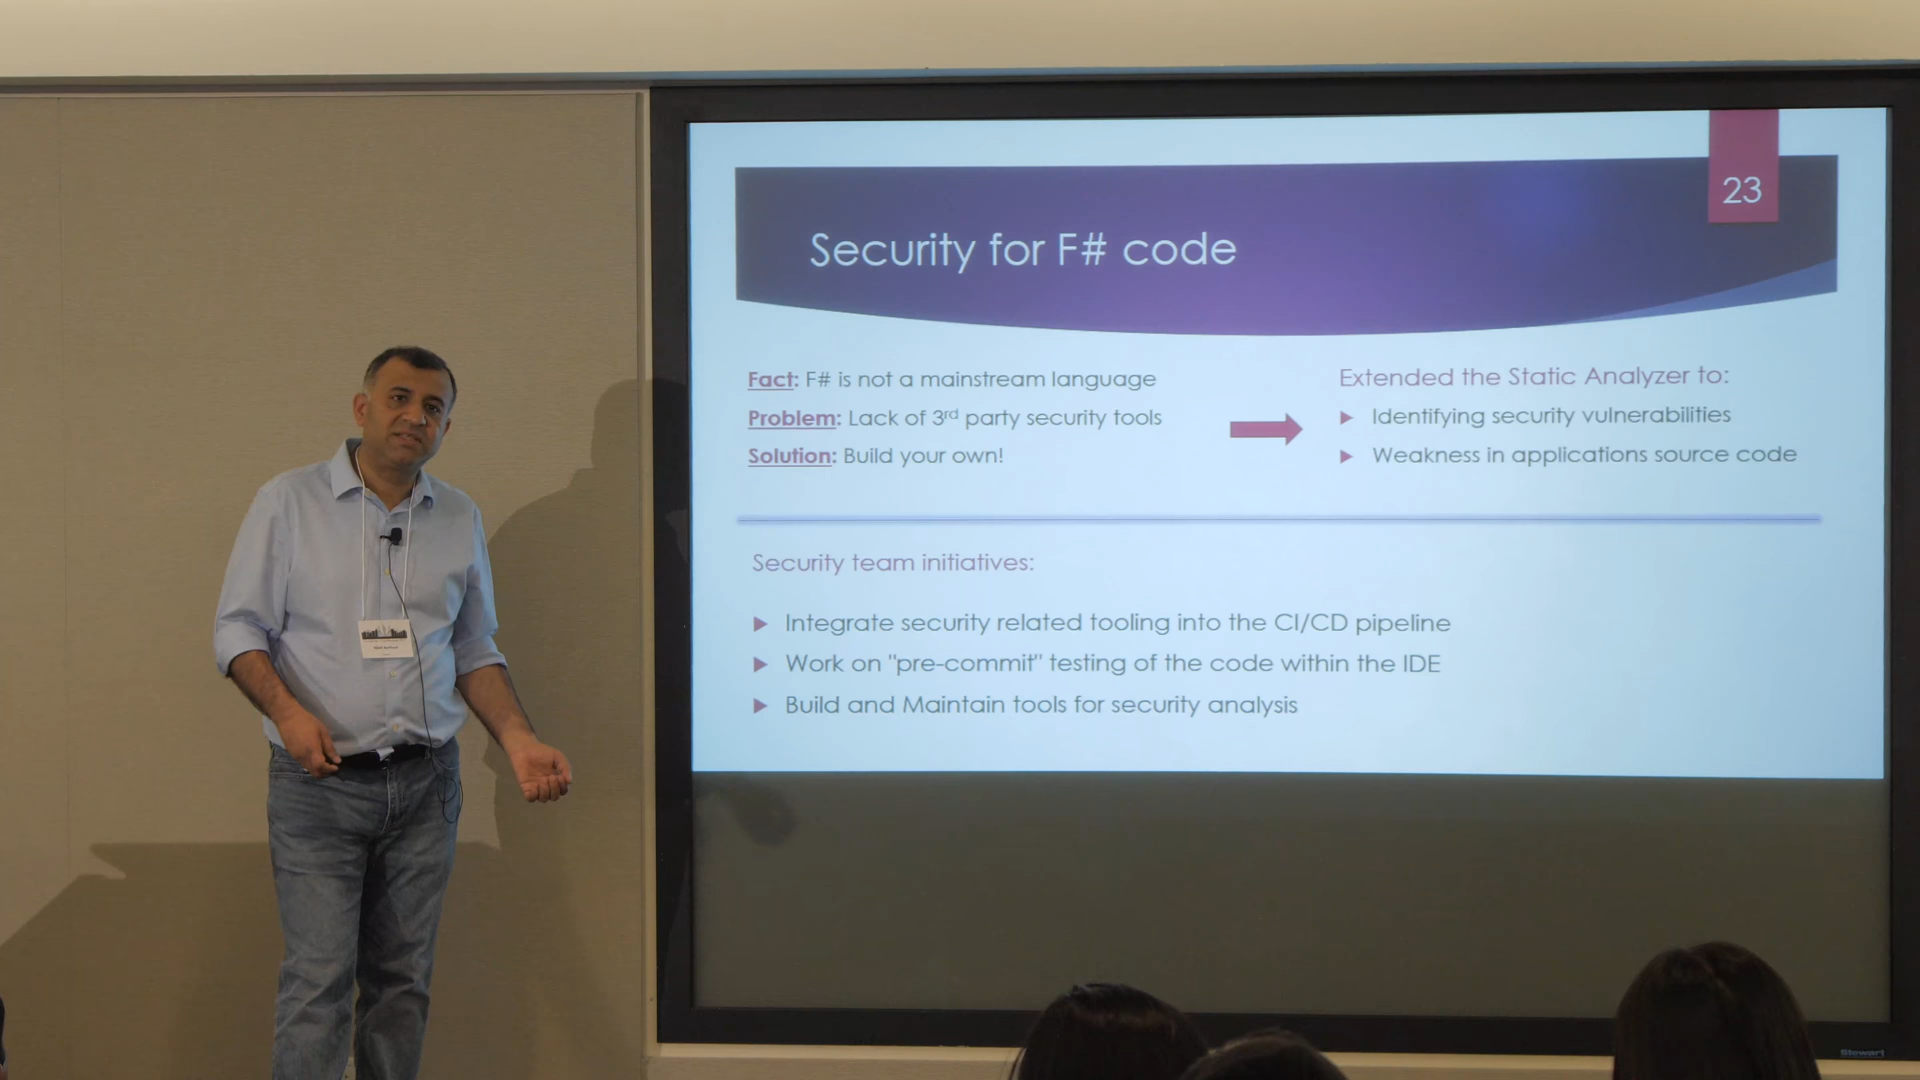 23
Security for F# code
Fact: F# is not a mainstream language
Problem: Lack of 3rd party security tools
Solution: Build your own!
Extended the Static Analyzer to:
Identifying security vulnerabilities
Weakness in applications source code
Security team initiatives:
Integrate security related tooling into the CI/CD pipeline
Work on "pre-commit" testing of the code within the IDE
Build and Maintain tools for security analysis
Stewart